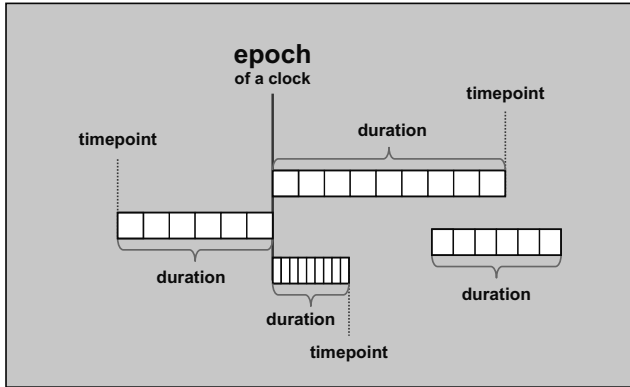 epoch
of a clock
timepoint
duration
timepoint
duration
duration
duration
timepoint